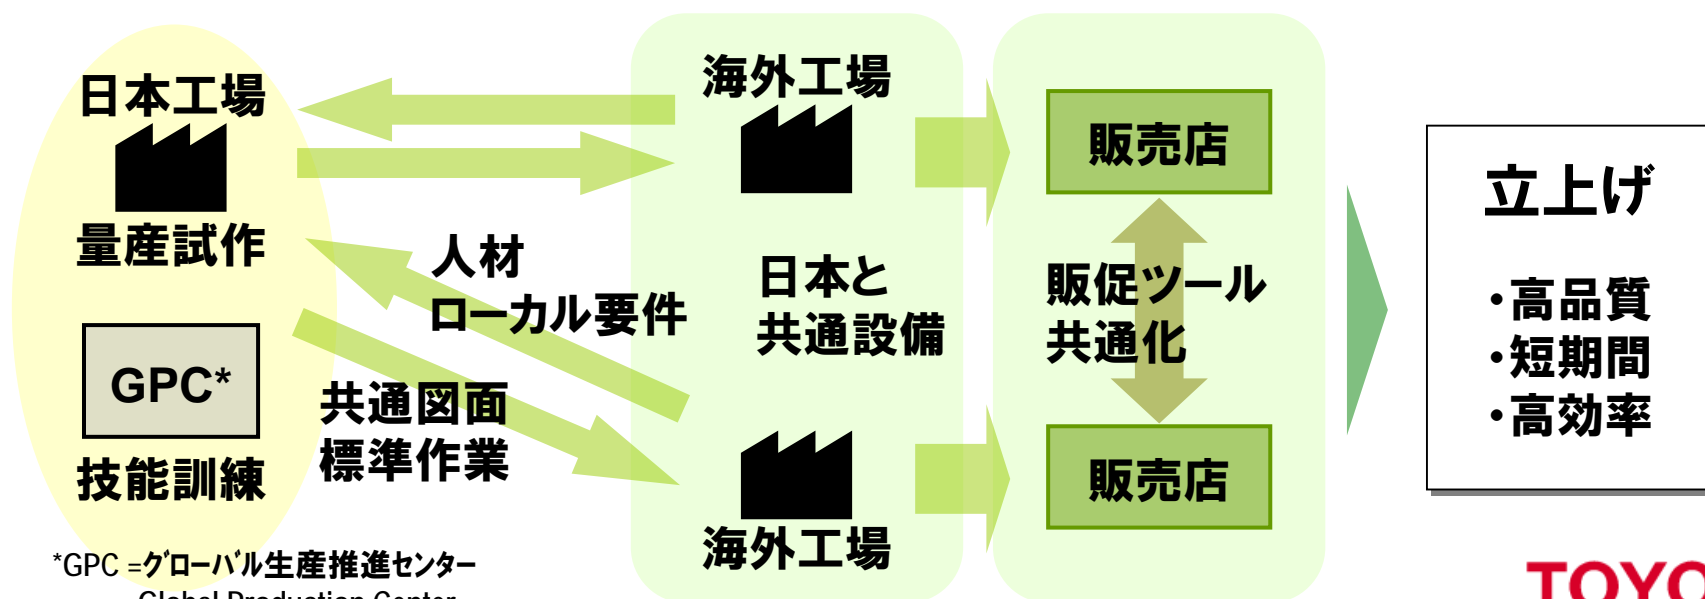 日本工場
量産試作
GPC*
技能訓練
*GPC =グローバル生産推進センター
Global Production Center
人材
ローカル要件
共通図面
標準作業
海外工場
日本と
共通設備
海外工場
販売店
販促ツール
共通化
販売店
立上げ
・高品質
・短期間
・高効率
TOYO